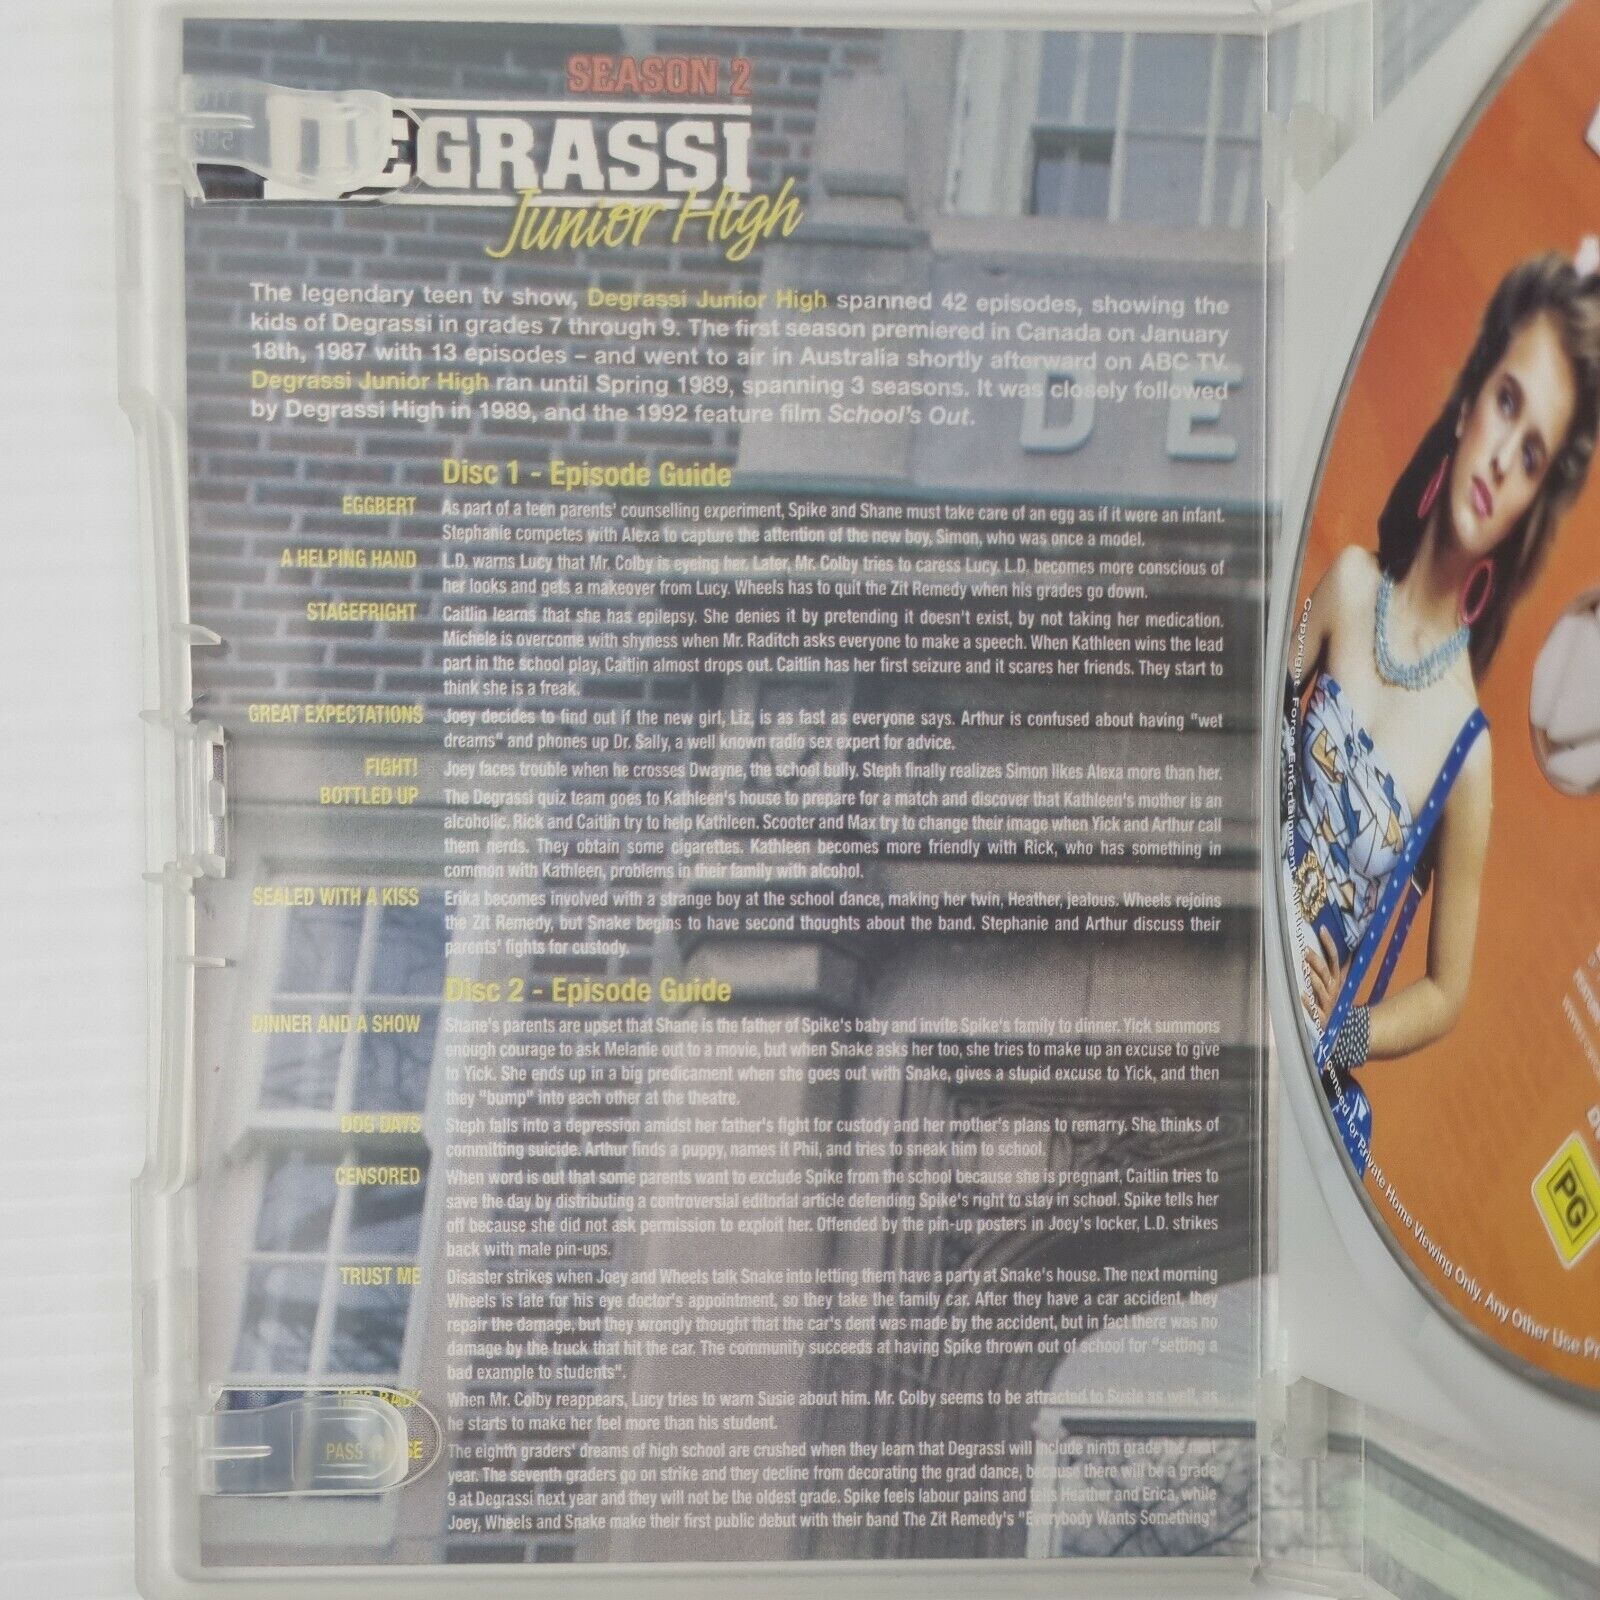 SEASON 2
DEGRASSI
Junior High
The legendary teen tv show, Degrassi Junior High spanned 42 episodes, showing the
kids of Degrassi in grades 7 through 9. The first season premiered in Canada on January
18th, 1987 with 13 episodes – and went to air in Australia shortly afterward on ABC TV.
Degrassi Junior High ran until Spring 1989, spanning 3 seasons. It was closely followed
by Degrassi High in 1989, and the 1992 feature film School's Out.
D E
Disc 1 - Episode Guide
EGGBERT As part of a teen parents' counselling experiment, Spike and Shane must take care of an egg as if it were an infant.
Stephanie competes with Alexa to capture the attention of the new boy, Simon, who was once a model.
A HELPING HAND L.D. warns Lucy that Mr. Colby is eyeing her. Later, Mr. Colby tries to caress Lucy. L.D. becomes more conscious of
her looks and gets a makeover from Lucy. Wheels has to quit the Zit Remedy when his grades go down.
STAGEFRIGHT Caitlin learns that she has epilepsy. She denies it by pretending it doesn't exist, by not taking her medication.
Michele is overcome with shyness when Mr. Raditch asks everyone to make a speech. When Kathleen wins the lead
part in the school play, Caitlin almost drops out. Caitlin has her first seizure and it scares her friends. They start to
think she is a freak.
GREAT EXPECTATIONS Joey decides to find out if the new girl, Liz, is as fast as everyone says. Arthur is confused about having "wet
dreams" and phones up Dr. Sally, a well known radio sex expert for advice.
FIGHT! Joey faces trouble when he crosses Dwayne, the school bully. Steph finally realizes Simon likes Alexa more than her.
BOTTLED UP The Degrassi quiz team goes to Kathleen's house to prepare for a match and discover that Kathleen's mother is an
alcoholic. Rick and Caitlin try to help Kathleen. Scooter and Max try to change their image when Yick and Arthur call
them nerds. They obtain some cigarettes. Kathleen becomes more friendly with Rick, who has something in
common with Kathleen, problems in their family with alcohol.
SEALED WITH A KISS Erika becomes involved with a strange boy at the school dance, making her twin, Heather, jealous. Wheels rejoins
the Zit Remedy, but Snake begins to have second thoughts about the band. Stephanie and Arthur discuss their
parents' fights for custody.
Disc 2 - Episode Guide
DINNER AND A SHOW Shane's parents are upset that Shane is the father of Spike's baby and invite Spike's family to dinner. Yick summons
enough courage to ask Melanie out to a movie, but when Snake asks her too, she tries to make up an excuse to give
to Yick. She ends up in a big predicament when she goes out with Snake, gives a stupid excuse to Yick, and then
they "bump" into each other at the theatre.
DOG DAYS Steph falls into a depression amidst her father's fight for custody and her mother's plans to remarry. She thinks of
committing suicide. Arthur finds a puppy, names it Phil, and tries to sneak him to school.
CENSORED When word is out that some parents want to exclude Spike from the school because she is pregnant, Caitlin tries to
save the day by distributing a controversial editorial article defending Spike's right to stay in school. Spike tells her
off because she did not ask permission to exploit her. Offended by the pin-up posters in Joey's locker, L.D. strikes
back with male pin-ups.
TRUST ME Disaster strikes when Joey and Wheels talk Snake into letting them have a party at Snake's house. The next morning
Wheels is late for his eye doctor's appointment, so they take the family car. After they have a car accident, they
repair the damage, but they wrongly thought that the car's dent was made by the accident, but in fact there was no
damage by the truck that hit the car. The community succeeds at having Spike thrown out of school for "setting a
bad example to students".
HE'S BACK When Mr. Colby reappears, Lucy tries to warn Susie about him. Mr. Colby seems to be attracted to Susie as well, as
he starts to make her feel more than his student.
PASS The eighth graders' dreams of high school are crushed when they learn that Degrassi will include ninth grade the next
year. The seventh graders go on strike and they decline from decorating the grad dance, because there will be a grade
9 at Degrassi next year and they will not be the oldest grade. Spike feels labour pains and tells Heather and Erica, while
Joey, Wheels and Snake make their first public debut with their band The Zit Remedy's "Everybody Wants Something"
Copyright Force Entertainment. All Rights Reserved. Licensed for Private Home Viewing Only. Any Other Use
PG